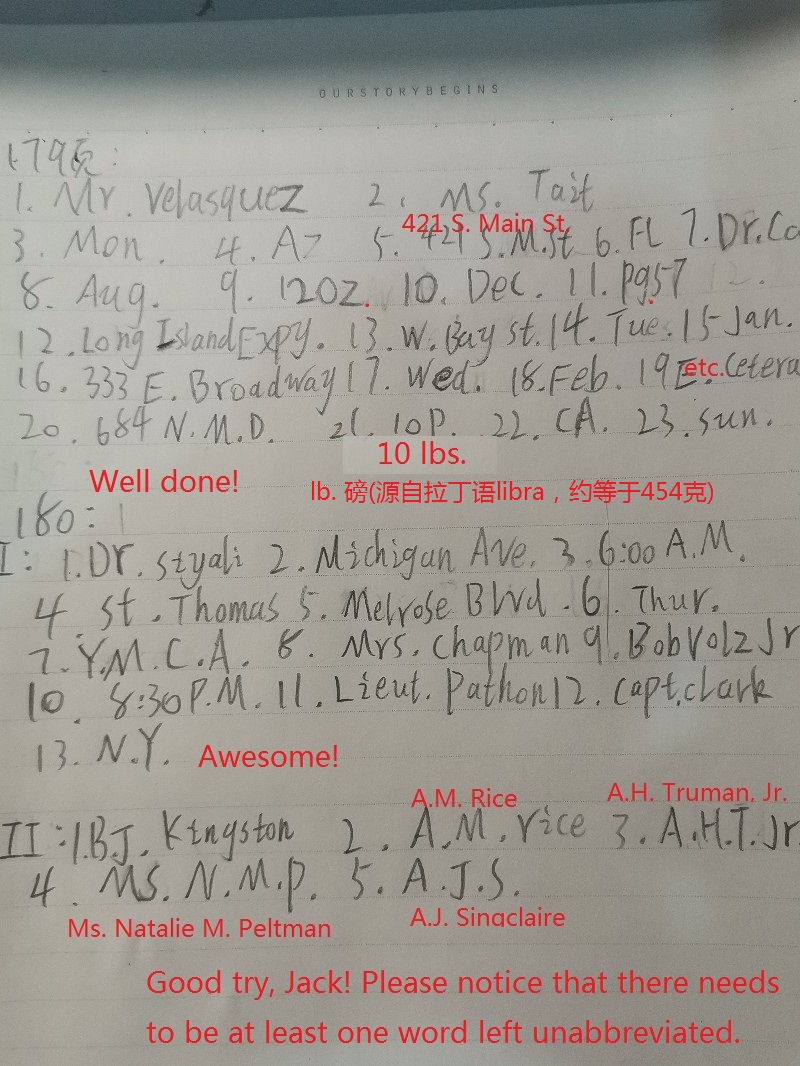 OURSTORYBEGINS
179页:
1. Mr. Velasquez 2. Ms. Tait
421 S. Main St.
3. Mon. 4. AZ 5. 421 S.M.St 6. FL 7. Dr.Co
8. Aug. 9. 12oz. 10. Dec. 11. Pg.57 12.
12. Long Island Expy. 13. W. Bay St. 14. Tue. 15 Jan.
16. 333 E. Broadway 17. Wed. 18. Feb. 19 E. etc. Cetera
20. 684 N.M.D. 21. 10P. 22. CA. 23. Sun.
10 lbs.
Well done! lb. 磅(源自拉丁语libra，约等于454克)
180:
I: 1. Dr. Styali 2. Michigan Ave. 3. 6:00 A.M.
4. St. Thomas 5. Melrose Blvd. 6. Thur.
7. Y.M.C.A. 8. Mrs. Chapman 9. Bob Volz Jr
10. 8:30 P.M. 11. Lieut. Pathon 12. Capt. Clark
13. N.Y. Awesome!
A.M. Rice A.H. Truman, Jr.
II: 1. B.J. Kingston 2. A.M. rice 3. A.H.T. Jr
4. Ms. N.M.P. 5. A.J.S.
Ms. Natalie M. Peltman A.J. Singclaire
Good try, Jack! Please notice that there needs
to be at least one word left unabbreviated.